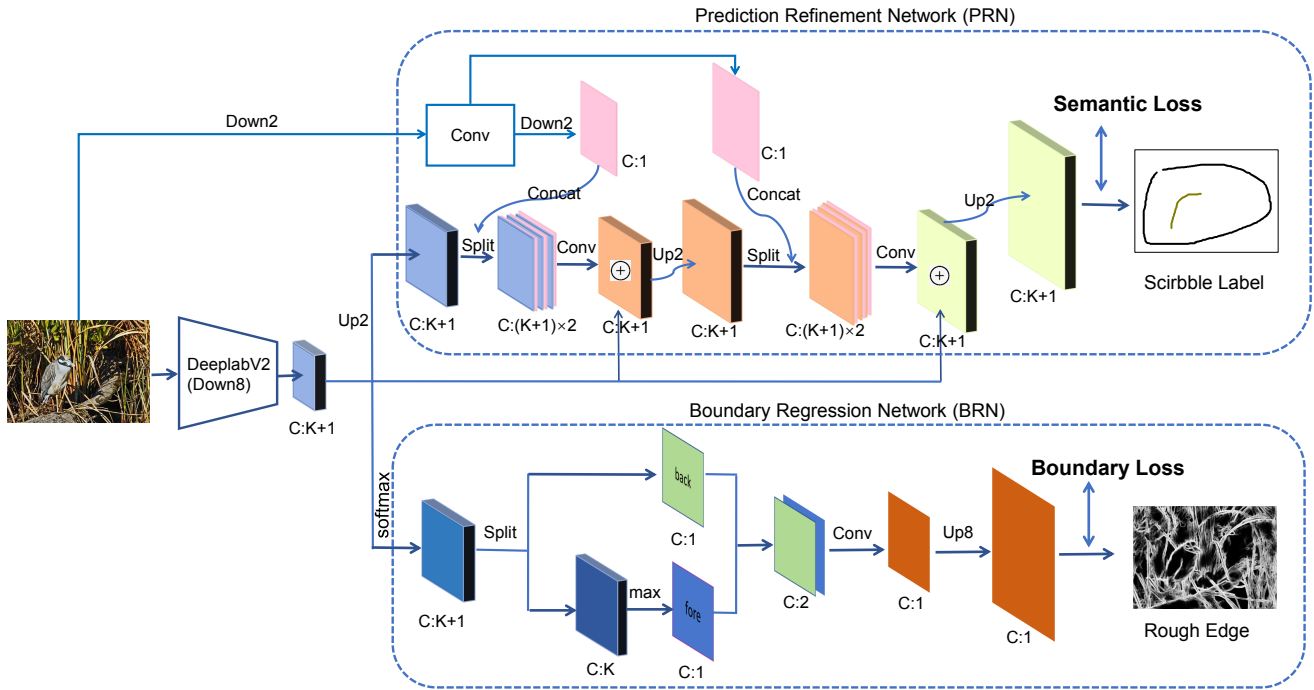 Prediction Refinement Network (PRN)
Down2
Conv
Down2
C:1
C:1
Semantic Loss
Concat
Concat
Up2
Split
Conv
Up2
Split
Conv
C:K+1
Scirbble Label
C:K+1
C:(K+1)×2
C:K+1
C:K+1
C:(K+1)×2
C:K+1
Up2
DeeplabV2
(Down8)
C:K+1
Boundary Regression Network (BRN)
softmax
Split
back
C:1
Boundary Loss
Conv
Up8
max
fore
C:2
C:1
C:K+1
C:K
C:1
C:1
Rough Edge